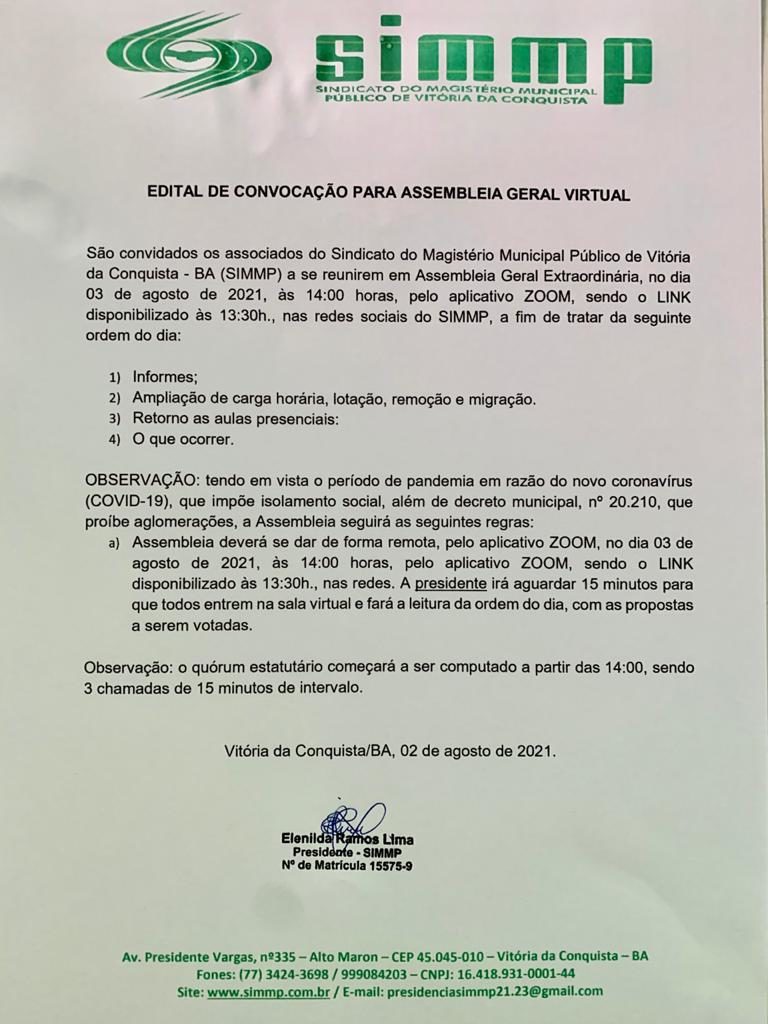 simmp
SINDICATO DO MAGISTÉRIO MUNICIPAL
PÚBLICO DE VITÓRIA DA CONQUISTA
EDITAL DE CONVOCAÇÃO PARA ASSEMBLEIA GERAL VIRTUAL
São convidados os associados do Sindicato do Magistério Municipal Público de Vitória
da Conquista - BA (SIMMP) a se reunirem em Assembleia Geral Extraordinária, no dia
03 de agosto de 2021, às 14:00 horas, pelo aplicativo ZOOM, sendo o LINK
disponibilizado às 13:30h., nas redes sociais do SIMMP, a fim de tratar da seguinte
ordem do dia:
1) Informes;
2) Ampliação de carga horária, lotação, remoção e migração.
3) Retorno as aulas presenciais:
4) O que ocorrer.
OBSERVAÇÃO: tendo em vista o período de pandemia em razão do novo coronavírus
(COVID-19), que impõe isolamento social, além de decreto municipal, nº 20.210, que
proíbe aglomerações, a Assembleia seguirá as seguintes regras:
a) Assembleia deverá se dar de forma remota, pelo aplicativo ZOOM, no dia 03 de
agosto de 2021, às 14:00 horas, pelo aplicativo ZOOM, sendo o LINK
disponibilizado às 13:30h., nas redes. A presidente irá aguardar 15 minutos para
que todos entrem na sala virtual e fará a leitura da ordem do dia, com as propostas
a serem votadas.
Observação: o quórum estatutário começará a ser computado a partir das 14:00, sendo
3 chamadas de 15 minutos de intervalo.
Vitória da Conquista/BA, 02 de agosto de 2021.
Elenilda Ramos Lima
Presidente - SIMMP
Nº de Matrícula 15575-9
Av. Presidente Vargas, nº335 – Alto Maron – CEP 45.045-010 – Vitória da Conquista – BA
Fones: (77) 3424-3698 / 999084203 – CNPJ: 16.418.931-0001-44
Site: www.simmp.com.br / E-mail: presidenciasimmp21.23@gmail.com